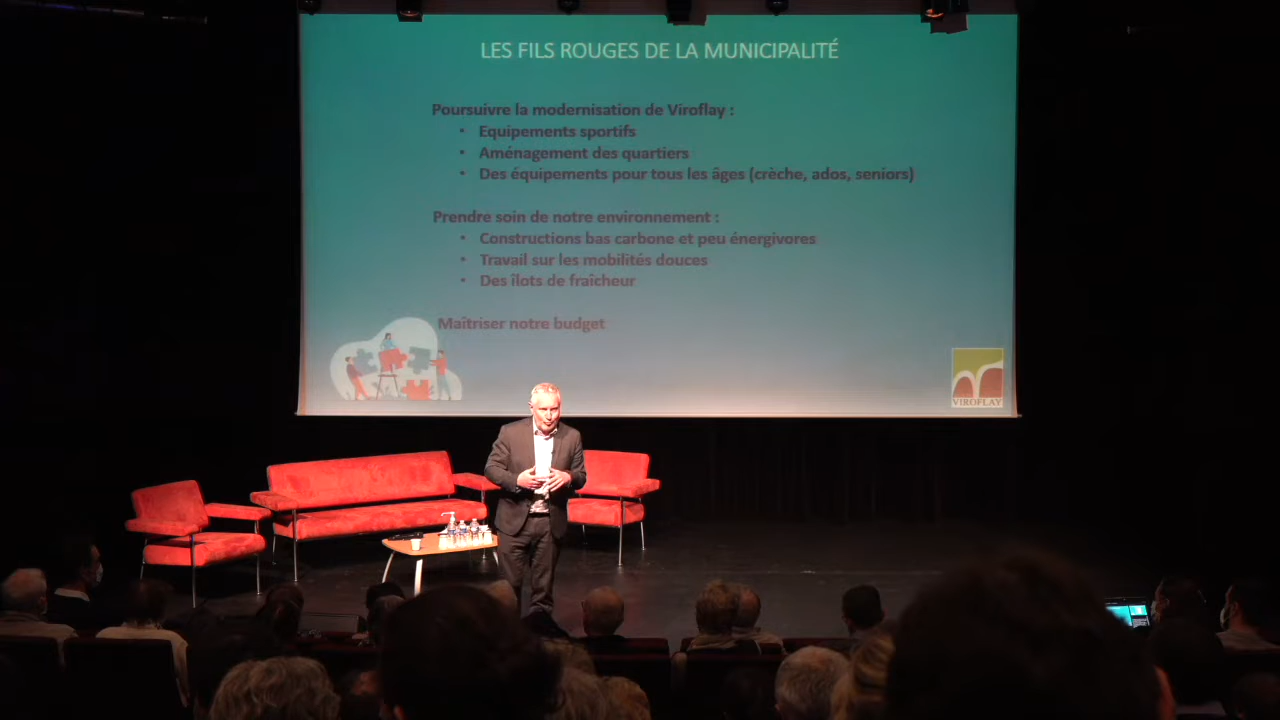 LES FILS ROUGES DE LA MUNICIPALITÉ
Poursuivre la modernisation de Viroflay :
• Equipements sportifs
• Aménagement des quartiers
• Des équipements pour tous les âges (crèche, ados, seniors)
Prendre soin de notre environnement :
• Constructions bas carbone et peu énergivores
• Travail sur les mobilités douces
• Des îlots de fraîcheur
Maîtriser notre budget
VIROFLAY